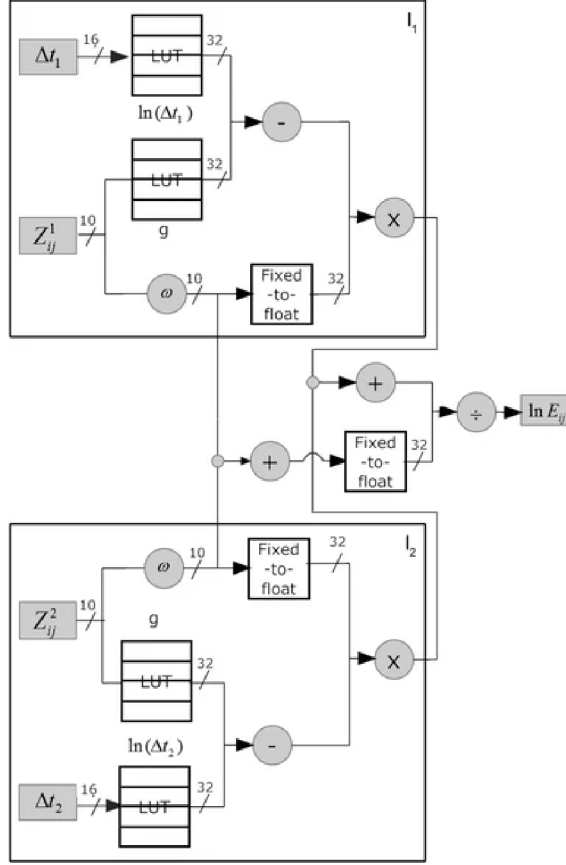 I₁
Δt₁
16
LUT
32
ln(Δt₁)
LUT
32
g
-
Z¹ᵢⱼ
10
X
ω
10
Fixed
-to-
float
32
+
÷
ln Eᵢⱼ
+
Fixed
-to-
float
32
I₂
ω
10
Fixed
-to-
float
32
Z²ᵢⱼ
10
g
LUT
32
X
ln(Δt₂)
-
Δt₂
16
LUT
32